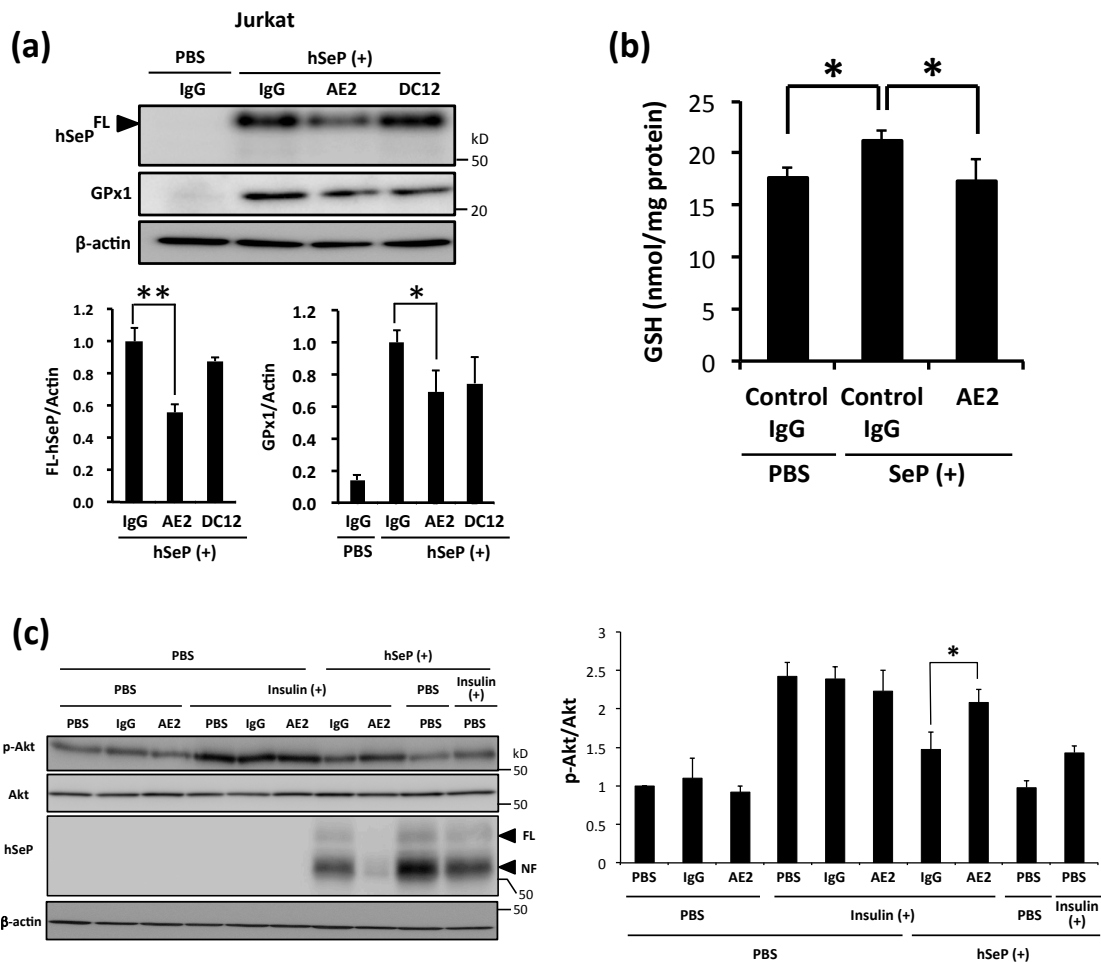 Jurkat
(a)
PBS hSeP (+)
IgG IgG AE2 DC12
FL
hSeP
kD
50
GPx1
20
β-actin
**
1.2
1.0
0.8
0.6
0.4
0.2
0.0
FL-hSeP/Actin
IgG AE2 DC12
hSeP (+)
*
1.2
1.0
0.8
0.6
0.4
0.2
0.0
GPx1/Actin
IgG IgG AE2 DC12
PBS hSeP (+)
(b)
* *
25
20
15
10
5
0
GSH (nmol/mg protein)
Control Control AE2
IgG IgG
PBS SeP (+)
(c)
PBS hSeP (+)
PBS Insulin (+) PBS Insulin
(+)
PBS IgG AE2 PBS IgG AE2 IgG AE2 PBS PBS
p-Akt
kD
50
Akt
50
hSeP
FL
NF
50
50
β-actin
3
2.5
2
1.5
1
0.5
0
p-Akt/Akt
*
PBS IgG AE2 PBS IgG AE2 IgG AE2 PBS PBS
PBS Insulin (+) PBS Insulin
(+)
PBS hSeP (+)